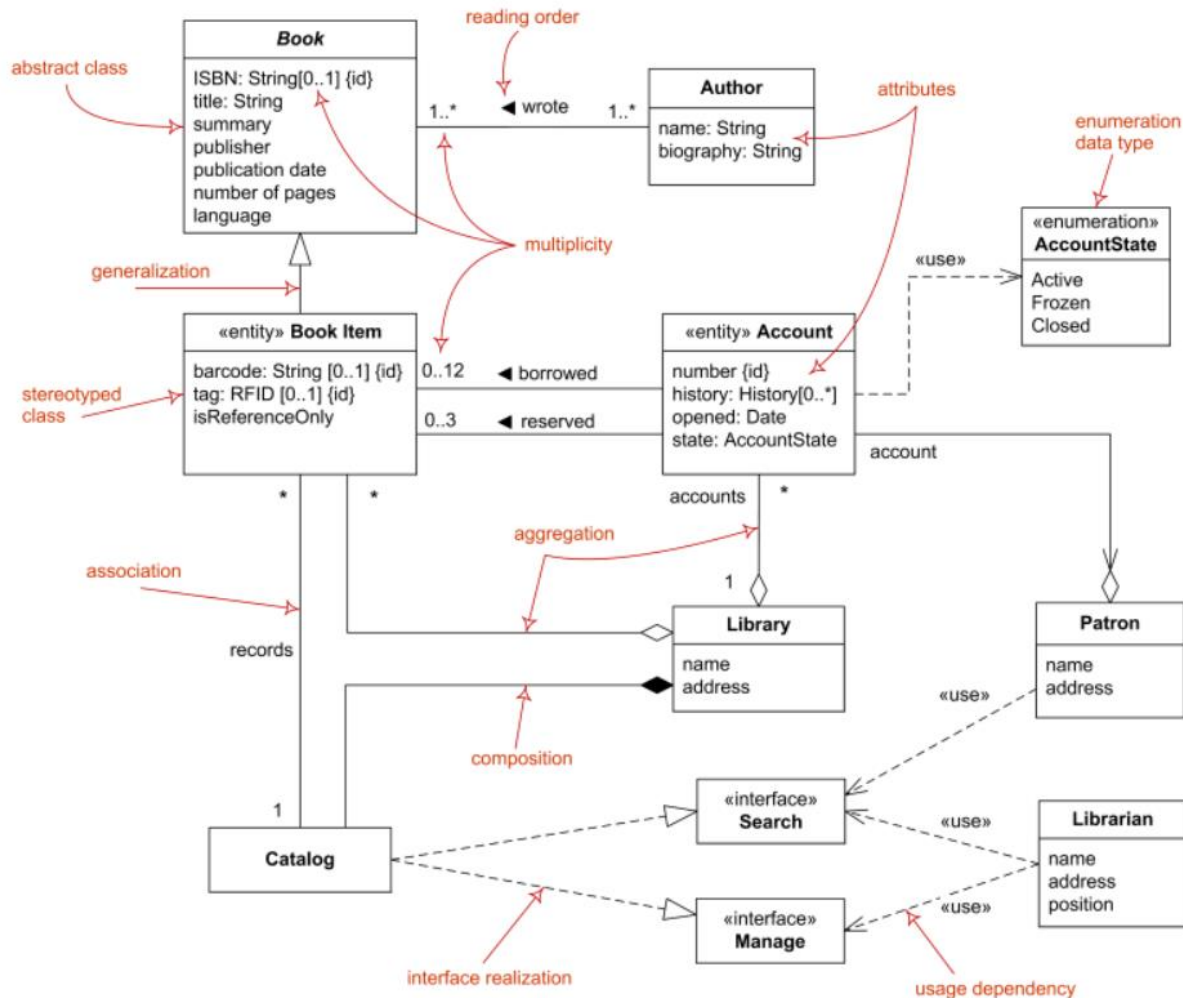 reading order
Book
abstract class
ISBN: String[0..1] {id}
title: String
summary
publisher
publication date
number of pages
language
1..*
◄ wrote
1..*
Author
name: String
biography: String
attributes
enumeration
data type
multiplicity
«enumeration»
AccountState
Active
Frozen
Closed
generalization
«use»
«entity» Book Item
barcode: String [0..1] {id}
tag: RFID [0..1] {id}
isReferenceOnly
stereotyped
class
0..12
◄ borrowed
0..3
◄ reserved
«entity» Account
number {id}
history: History[0..*]
opened: Date
state: AccountState
account
*
*
accounts
*
aggregation
association
1
records
Library
name
address
Patron
name
address
«use»
composition
1
Catalog
«interface»
Search
«use»
Librarian
name
address
position
«use»
«interface»
Manage
interface realization
usage dependency